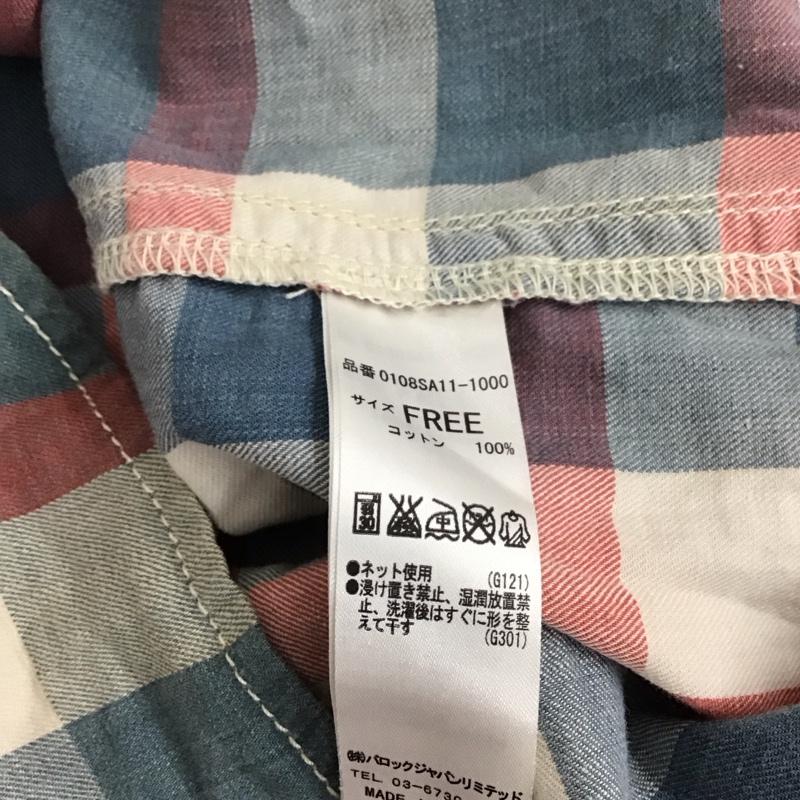 品番 0108SA11-1000
サイズ FREE
コットン 100%
弱 30
●ネット使用 (G121)
●浸け置き禁止、湿潤放置禁
止、洗濯後はすぐに形を整
えて干す (G301)
㈱バロックジャパンリミテッド
TEL 03-6730
MADE